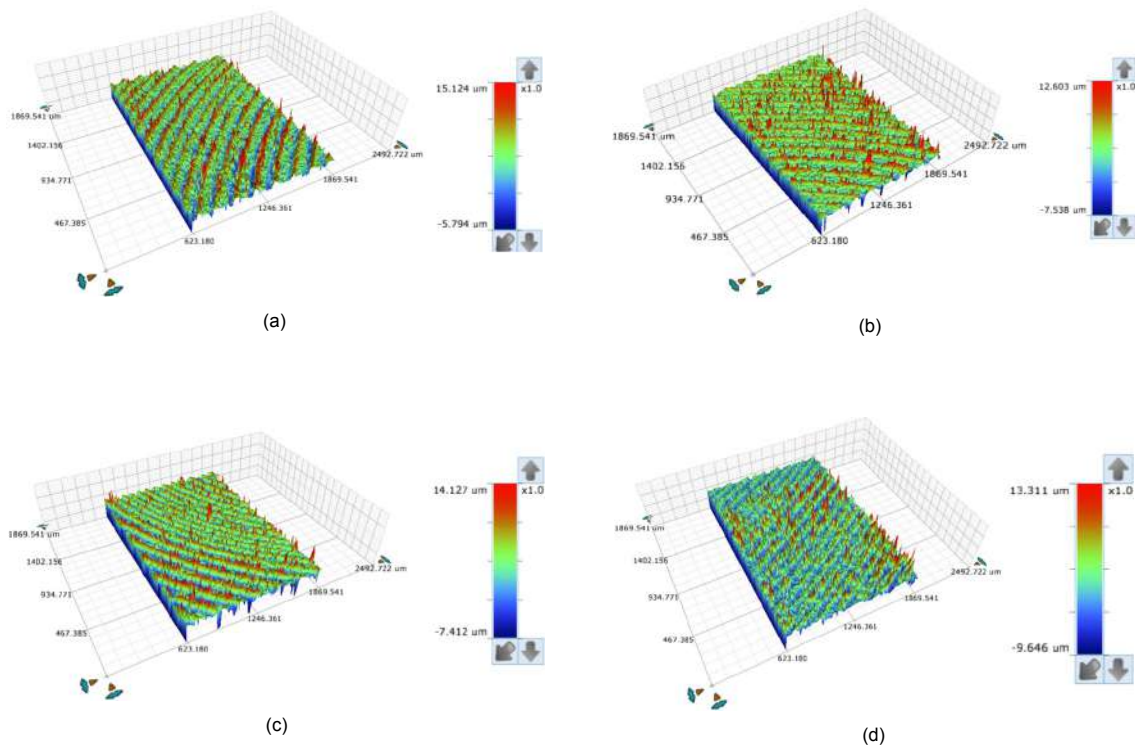 15.124 um
x1.0
-5.794 um
1869.541 um
1402.156
934.771
467.385
623.180
1246.361
1869.541
2492.722 um
(a)
12.603 um
x1.0
-7.538 um
1869.541 um
1402.156
934.771
467.385
623.180
1246.361
1869.541
2492.722 um
(b)
14.127 um
x1.0
-7.412 um
1869.541 um
1402.156
934.771
467.385
623.180
1246.361
1869.541
2492.722 um
(c)
13.311 um
x1.0
-9.646 um
1869.541 um
1402.156
934.771
467.385
623.180
1246.361
1869.541
2492.722 um
(d)